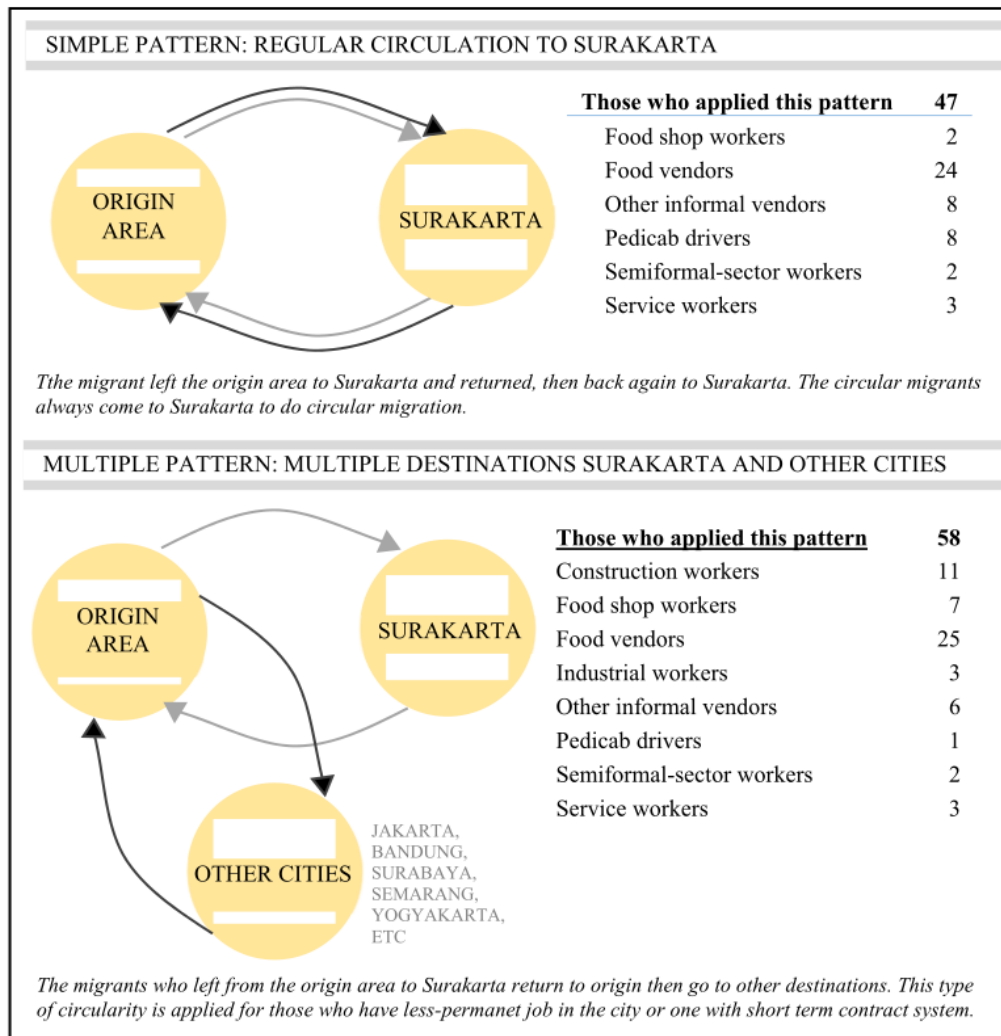 SIMPLE PATTERN: REGULAR CIRCULATION TO SURAKARTA
ORIGIN
AREA
SURAKARTA
Those who applied this pattern 47
Food shop workers 2
Food vendors 24
Other informal vendors 8
Pedicab drivers 8
Semiformal-sector workers 2
Service workers 3
Tthe migrant left the origin area to Surakarta and returned, then back again to Surakarta. The circular migrants
always come to Surakarta to do circular migration.
MULTIPLE PATTERN: MULTIPLE DESTINATIONS SURAKARTA AND OTHER CITIES
ORIGIN
AREA
SURAKARTA
OTHER CITIES
JAKARTA,
BANDUNG,
SURABAYA,
SEMARANG,
YOGYAKARTA,
ETC
Those who applied this pattern 58
Construction workers 11
Food shop workers 7
Food vendors 25
Industrial workers 3
Other informal vendors 6
Pedicab drivers 1
Semiformal-sector workers 2
Service workers 3
The migrants who left from the origin area to Surakarta return to origin then go to other destinations. This type
of circularity is applied for those who have less-permanet job in the city or one with short term contract system.